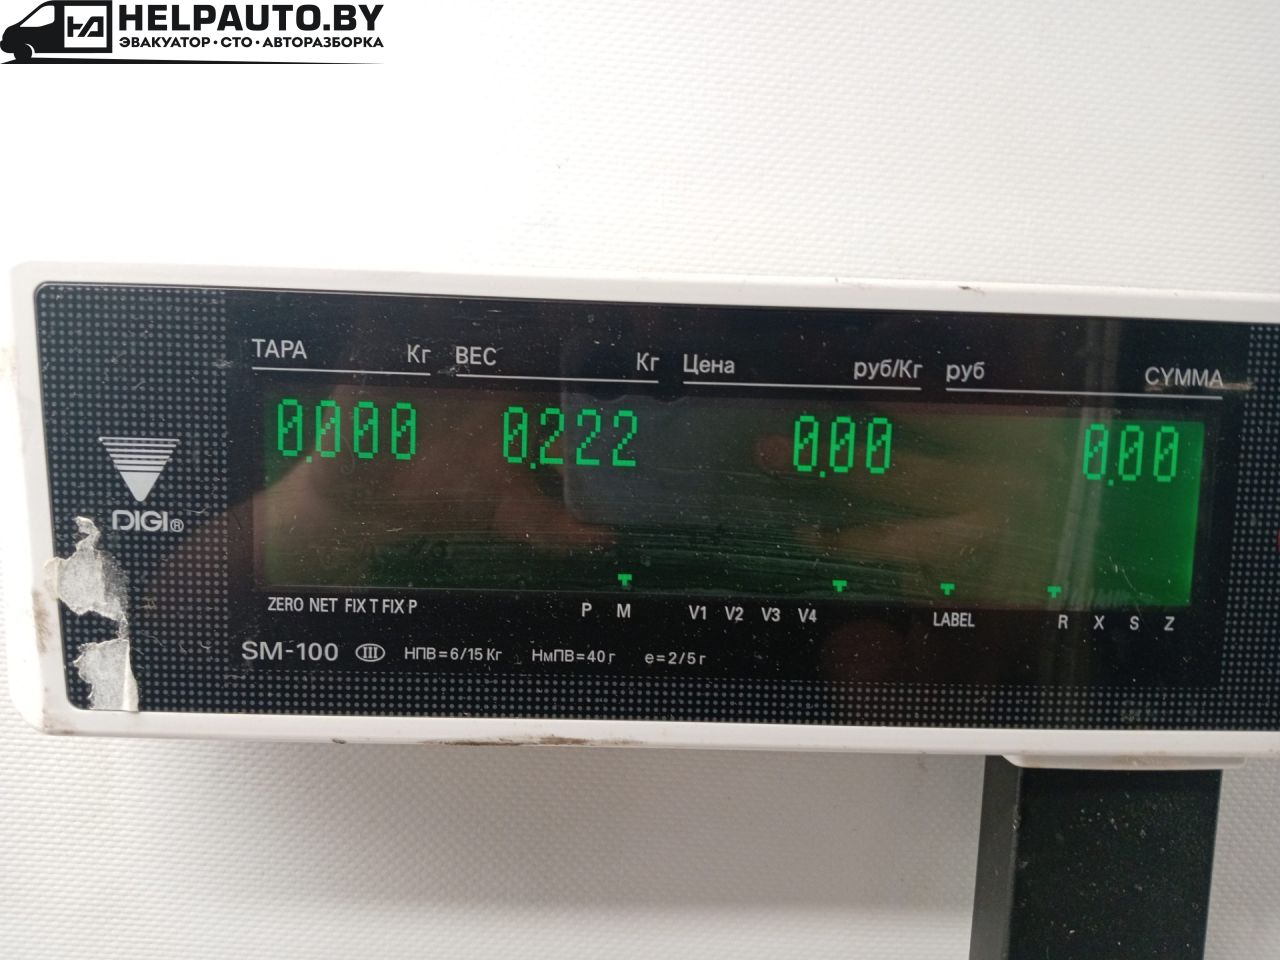 HELPAUTO.BY
ЭВАКУАТОР·СТО·АВТОРАЗБОРКА
ТАРА Кг ВЕС Кг Цена руб/Кг руб СУММА
0.000 0.222 0.00 0.00
DIGI®
ZERO NET FIX T FIX P P M V1 V2 V3 V4 LABEL R X S Z
SM-100 III НПВ=6/15 Кг НмПВ=40 г e=2/5 г